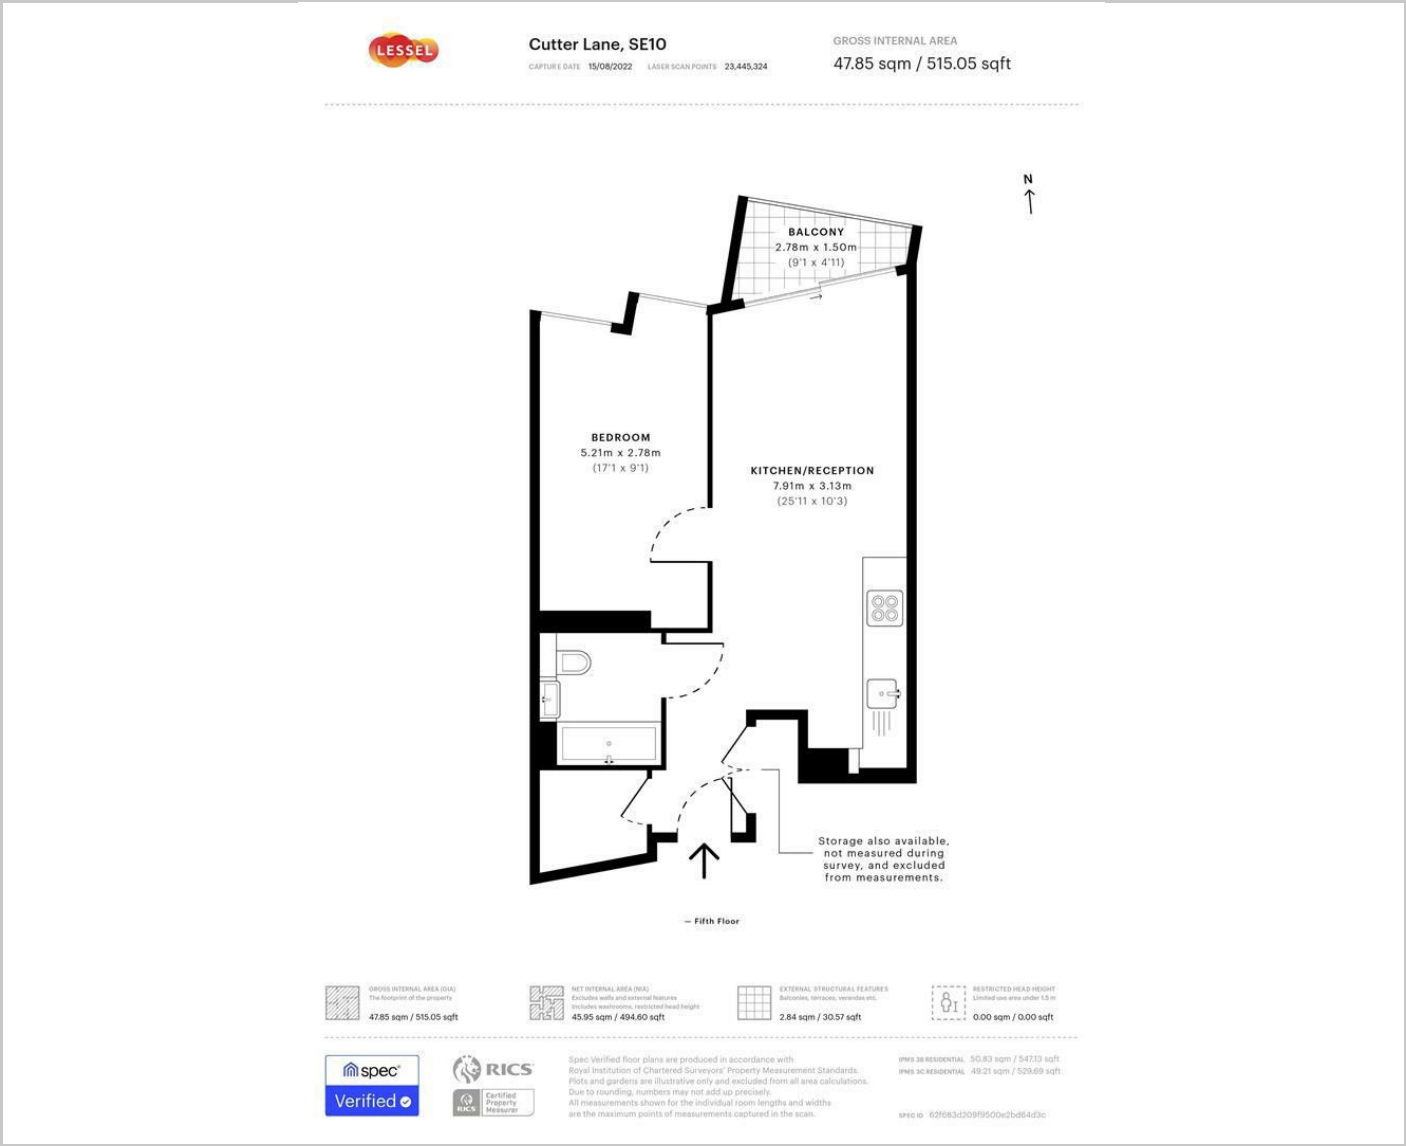 LESSEL
Cutter Lane, SE10
CAPTURE DATE 15/08/2022 LASER SCAN POINTS 23,445,324
GROSS INTERNAL AREA
47.85 sqm / 515.05 sqft
N
BALCONY
2.78m x 1.50m
(9'1 x 4'11)
BEDROOM
5.21m x 2.78m
(17'1 x 9'1)
KITCHEN/RECEPTION
7.91m x 3.13m
(25'11 x 10'3)
Storage also available,
not measured during
survey, and excluded
from measurements.
— Fifth Floor
GROSS INTERNAL AREA (GIA)
The footprint of the property
47.85 sqm / 515.05 sqft
NET INTERNAL AREA (NIA)
Excludes walls and external features
Includes washrooms, restricted head height
45.95 sqm / 494.60 sqft
EXTERNAL STRUCTURAL FEATURES
Balconies, terraces, verandas etc.
2.84 sqm / 30.57 sqft
RESTRICTED HEAD HEIGHT
Limited use area under 1.5 m
0.00 sqm / 0.00 sqft
spec
Verified
RICS
RICS
Certified
Property
Measurer
Spec Verified floor plans are produced in accordance with
Royal Institution of Chartered Surveyors' Property Measurement Standards.
Plots and gardens are illustrative only and excluded from all area calculations.
Due to rounding, numbers may not add up precisely.
All measurements shown for the individual room lengths and widths
are the maximum points of measurements captured in the scan.
IPMS 3B RESIDENTIAL 50.83 sqm / 547.13 sqft
IPMS 3C RESIDENTIAL 49.21 sqm / 529.69 sqft
SPEC ID 62f683d209f9500e2bd64d3c